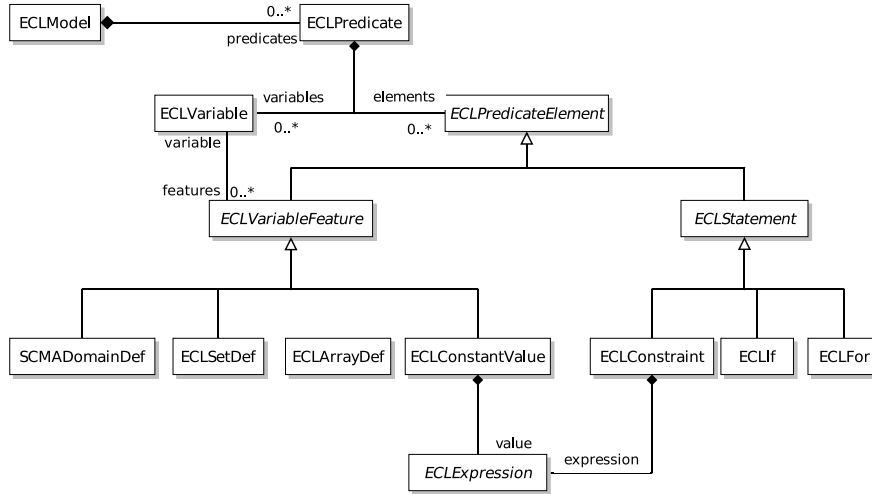 ECLModel
0..*
ECLPredicate
predicates
variables
elements
ECLVariable
0..*
0..*
ECLPredicateElement
variable
features
0..*
ECLVariableFeature
ECLStatement
SCMADomainDef
ECLSetDef
ECLArrayDef
ECLConstantValue
ECLConstraint
ECLIf
ECLFor
value
expression
ECLExpression